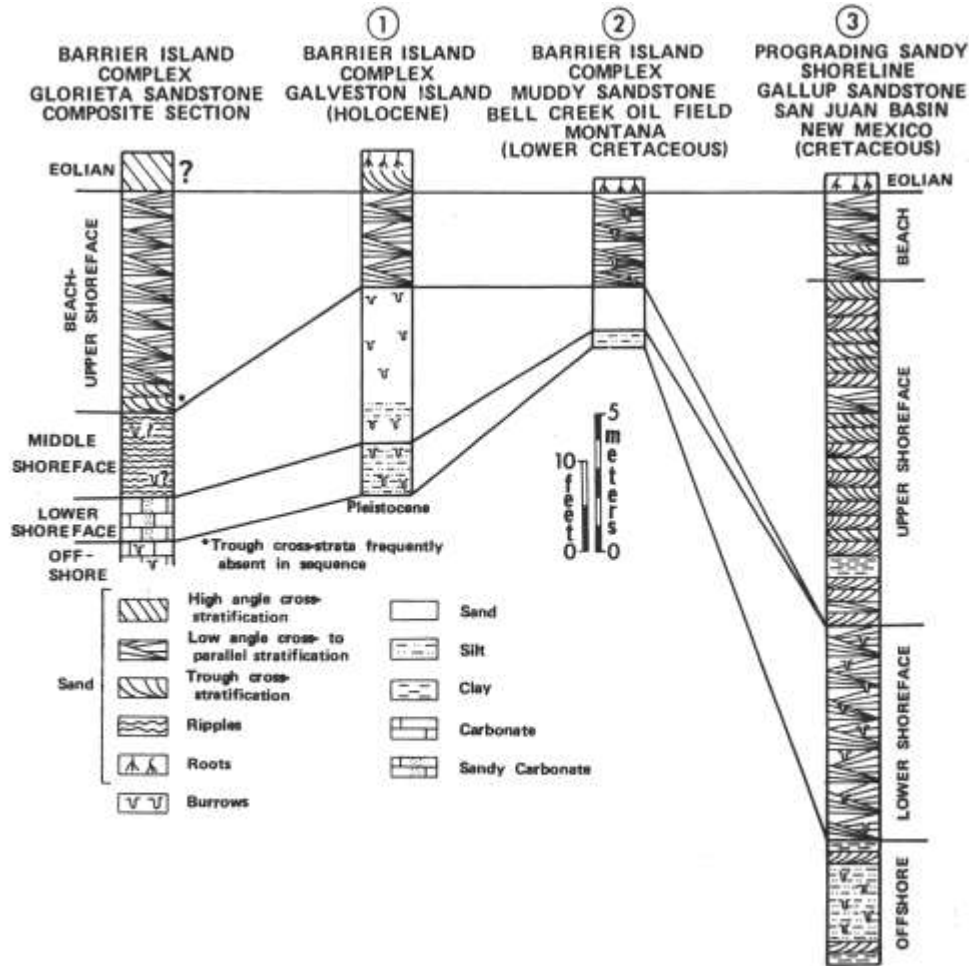 BARRIER ISLAND
COMPLEX
GLORIETA SANDSTONE
COMPOSITE SECTION
1
BARRIER ISLAND
COMPLEX
GALVESTON ISLAND
(HOLOCENE)
2
BARRIER ISLAND
COMPLEX
MUDDY SANDSTONE
BELL CREEK OIL FIELD
MONTANA
(LOWER CRETACEOUS)
3
PROGRADING SANDY
SHORELINE
GALLUP SANDSTONE
SAN JUAN BASIN
NEW MEXICO
(CRETACEOUS)
EOLIAN
?
BEACH-
UPPER SHOREFACE
*
MIDDLE
SHOREFACE
?
?
LOWER
SHOREFACE
OFF-
SHORE
Pleistocene
*Trough cross-strata frequently
absent in sequence
10
feet
0
5
meters
0
EOLIAN
BEACH
UPPER SHOREFACE
LOWER SHOREFACE
OFFSHORE
Sand
High angle cross-
stratification
Low angle cross- to
parallel stratification
Trough cross-
stratification
Ripples
Roots
Burrows
Sand
Silt
Clay
Carbonate
Sandy Carbonate